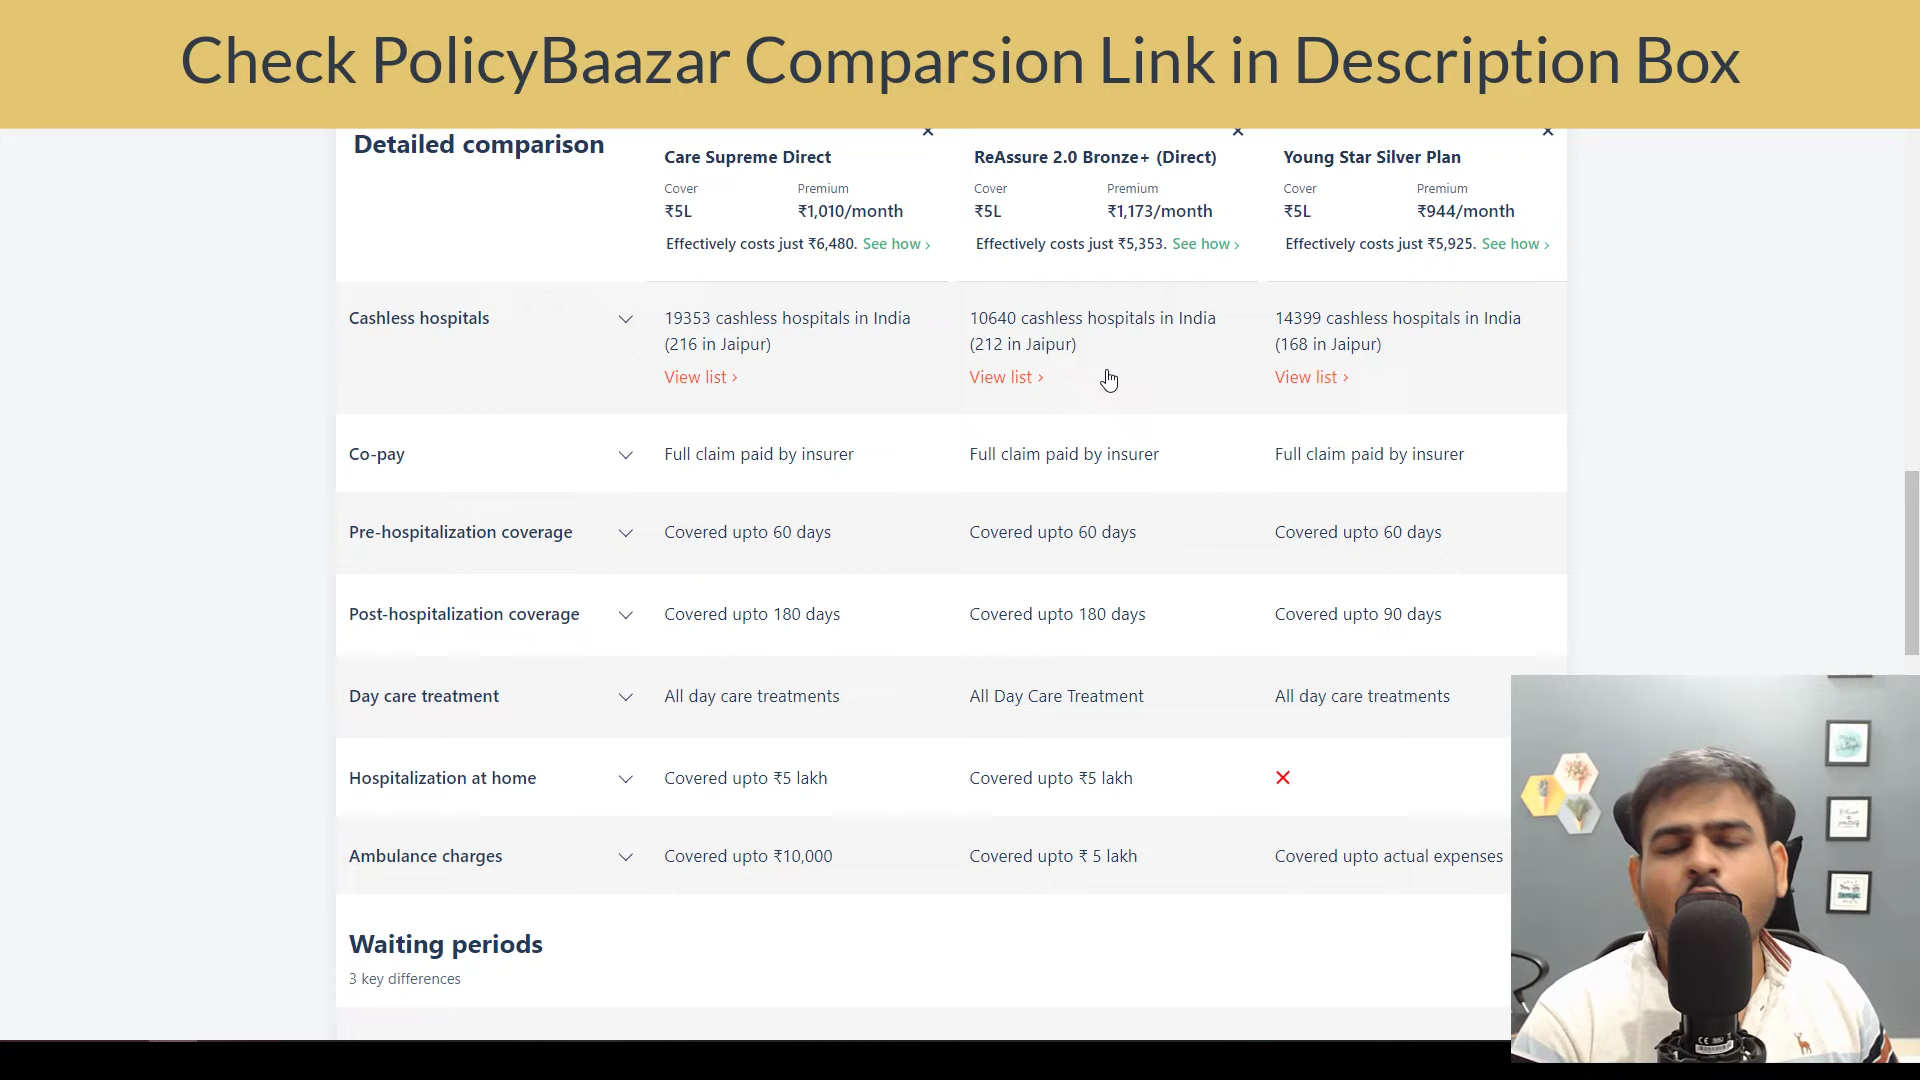 Check PolicyBaazar Comparsion Link in Description Box
Detailed comparison
Care Supreme Direct
Cover Premium
₹5L ₹1,010/month
Effectively costs just ₹6,480. See how ›
ReAssure 2.0 Bronze+ (Direct)
Cover Premium
₹5L ₹1,173/month
Effectively costs just ₹5,353. See how ›
Young Star Silver Plan
Cover Premium
₹5L ₹944/month
Effectively costs just ₹5,925. See how ›
Cashless hospitals
19353 cashless hospitals in India
(216 in Jaipur)
View list ›
10640 cashless hospitals in India
(212 in Jaipur)
View list ›
14399 cashless hospitals in India
(168 in Jaipur)
View list ›
Co-pay
Full claim paid by insurer
Full claim paid by insurer
Full claim paid by insurer
Pre-hospitalization coverage
Covered upto 60 days
Covered upto 60 days
Covered upto 60 days
Post-hospitalization coverage
Covered upto 180 days
Covered upto 180 days
Covered upto 90 days
Day care treatment
All day care treatments
All Day Care Treatment
All day care treatments
Hospitalization at home
Covered upto ₹5 lakh
Covered upto ₹5 lakh
Ambulance charges
Covered upto ₹10,000
Covered upto ₹ 5 lakh
Covered upto actual expenses
Waiting periods
3 key differences